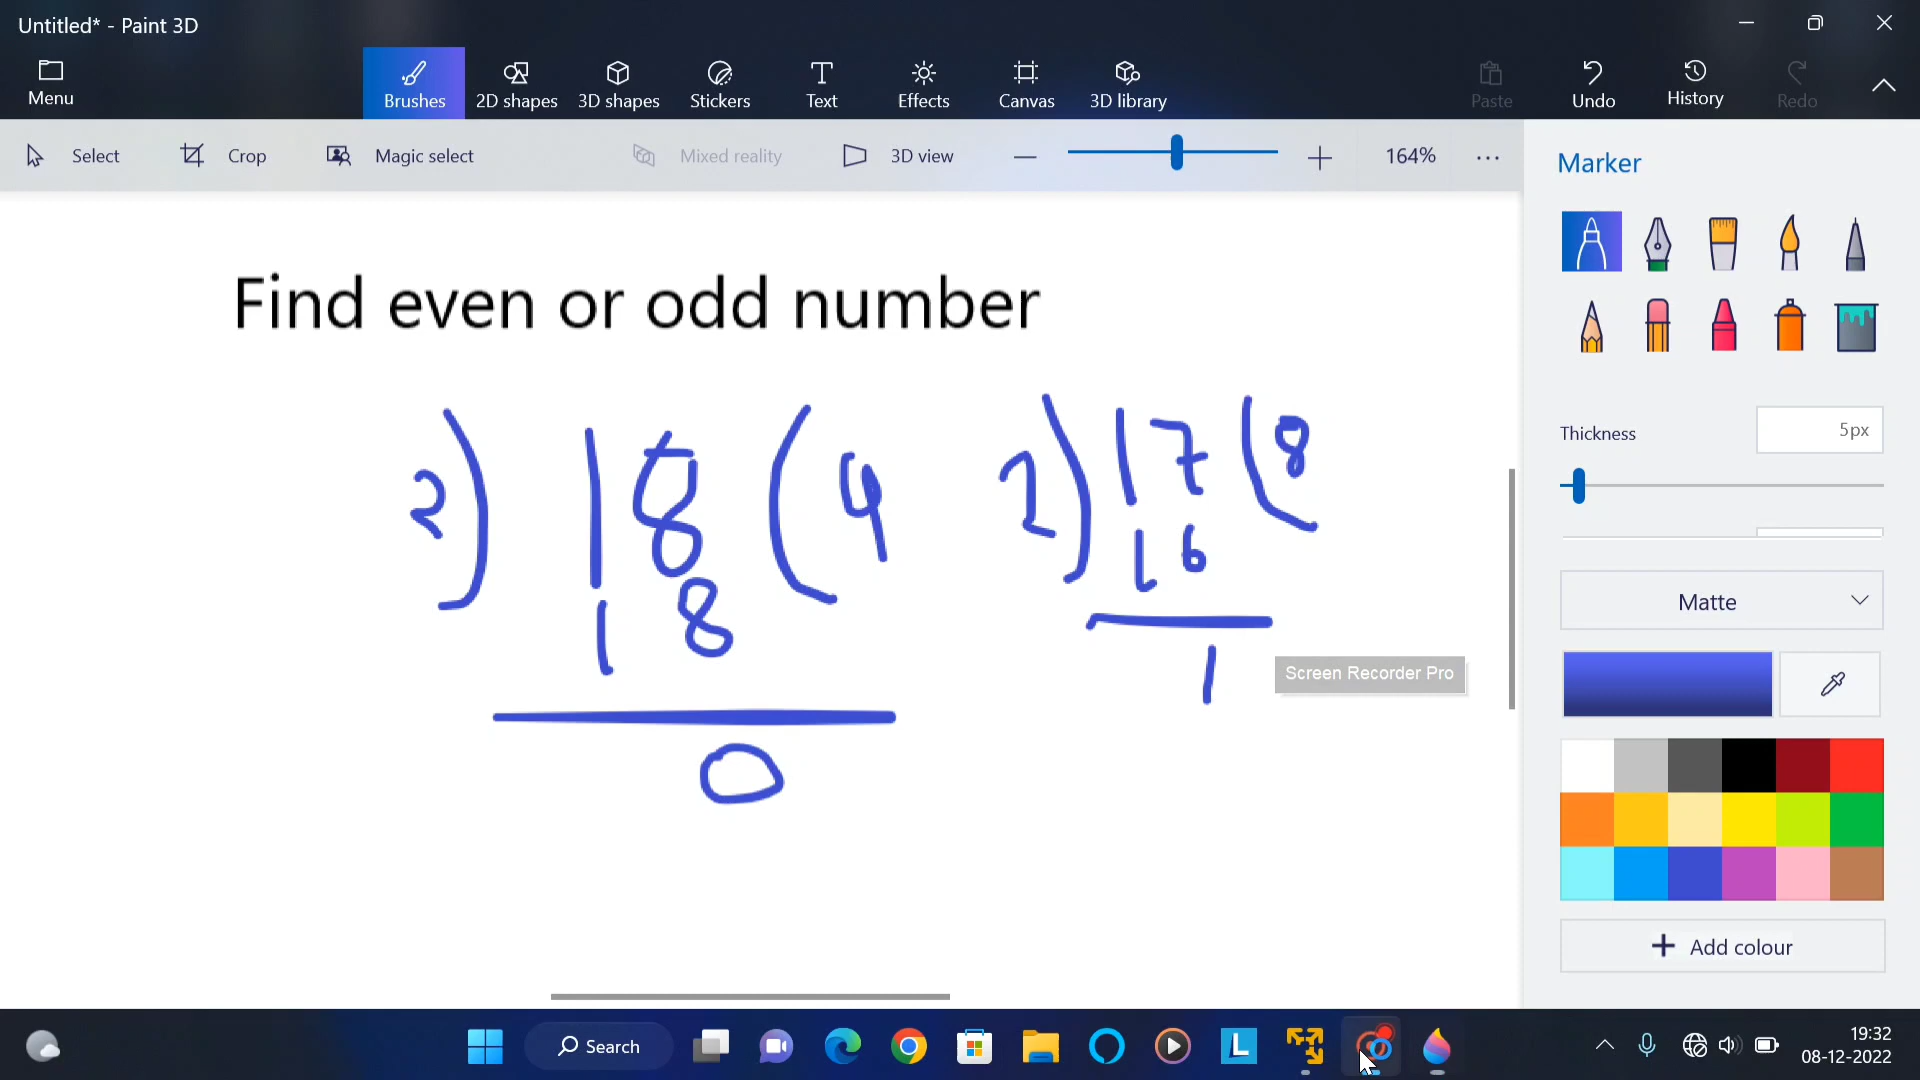 Untitled* - Paint 3D
Menu
Brushes
2D shapes
3D shapes
Stickers
Text
Effects
Canvas
3D library
Paste
Undo
History
Redo
Select
Crop
Magic select
Mixed reality
3D view
164%
Marker
Find even or odd number
2) 18 (4
18
0
2) 17 (8
16
1
Screen Recorder Pro
Thickness
5px
Matte
+ Add colour
Search
L
19:32
08-12-2022